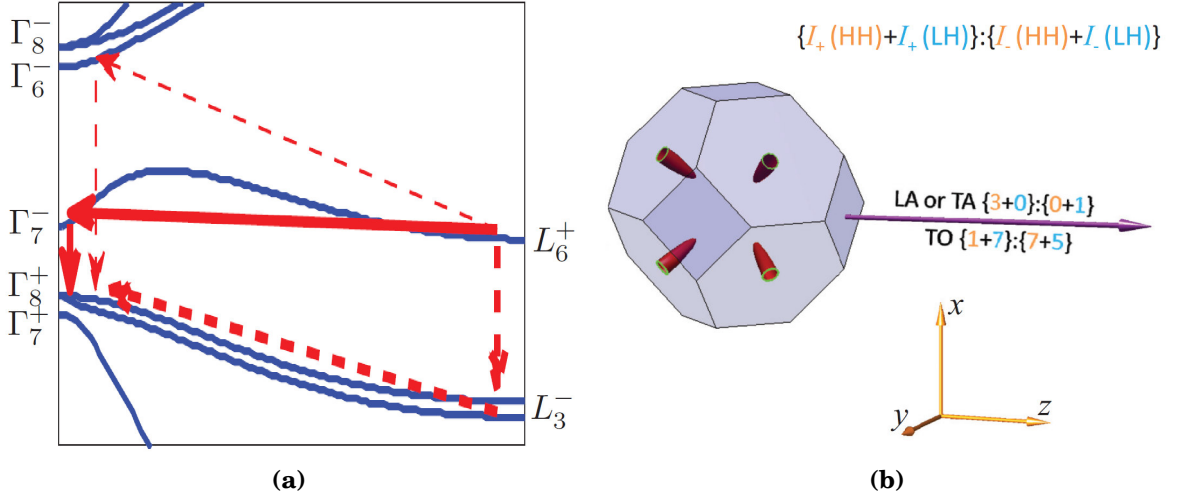 Γ₈⁻
Γ₆⁻
Γ₇⁻
L₆⁺
Γ₈⁺
Γ₇⁺
L₃⁻
(a)
{I₊(HH)+I₊(LH)}:{I₋(HH)+I₋(LH)}
LA or TA {3+0}:{0+1}
TO {1+7}:{7+5}
x
y
z
(b)